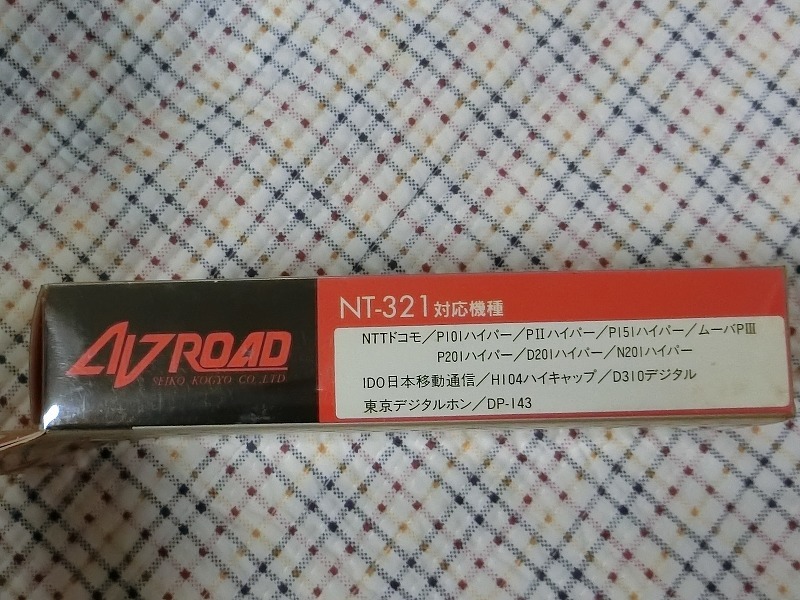 AV ROAD
SEIKO KOGYO CO.,LTD
NT-321対応機種
NTTドコモ/P101ハイパー/PⅡハイパー/P151ハイパー/ムーバPⅢ
P201ハイパー/D201ハイパー/N201ハイパー
IDO日本移動通信/H104ハイキャップ/D310デジタル
東京デジタルホン/DP-143